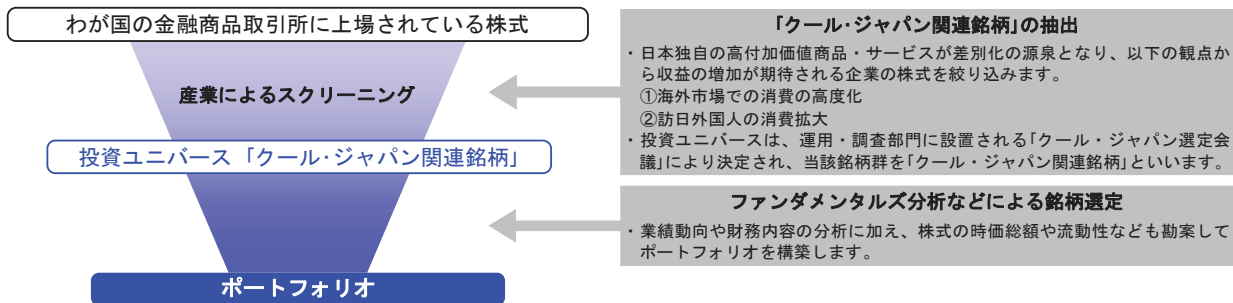 わが国の金融商品取引所に上場されている株式
産業によるスクリーニング
投資ユニバース「クール・ジャパン関連銘柄」
ポートフォリオ
「クール・ジャパン関連銘柄」の抽出
・日本独自の高付加価値商品・サービスが差別化の源泉となり、以下の観点か
ら収益の増加が期待される企業の株式を絞り込みます。
①海外市場での消費の高度化
②訪日外国人の消費拡大
・投資ユニバースは、運用・調査部門に設置される「クール・ジャパン選定会
議」により決定され、当該銘柄群を「クール・ジャパン関連銘柄」といいます。
ファンダメンタルズ分析などによる銘柄選定
・業績動向や財務内容の分析に加え、株式の時価総額や流動性なども勘案して
ポートフォリオを構築します。